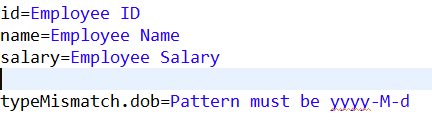 id=Employee ID
name=Employee Name
salary=Employee Salary
typeMismatch.dob=Pattern must be yyyy-M-d